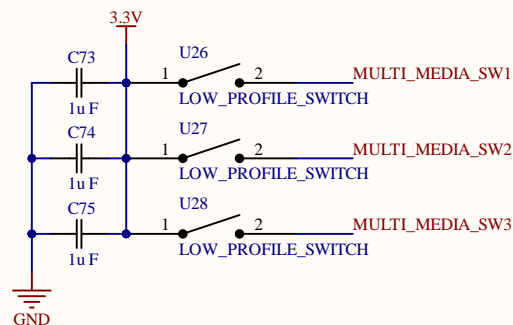 3.3V
C73
U26
1 2 MULTI_MEDIA_SW1
1u F LOW_PROFILE_SWITCH
C74
U27
1 2 MULTI_MEDIA_SW2
1u F LOW_PROFILE_SWITCH
C75
U28
1 2 MULTI_MEDIA_SW3
1u F LOW_PROFILE_SWITCH
GND